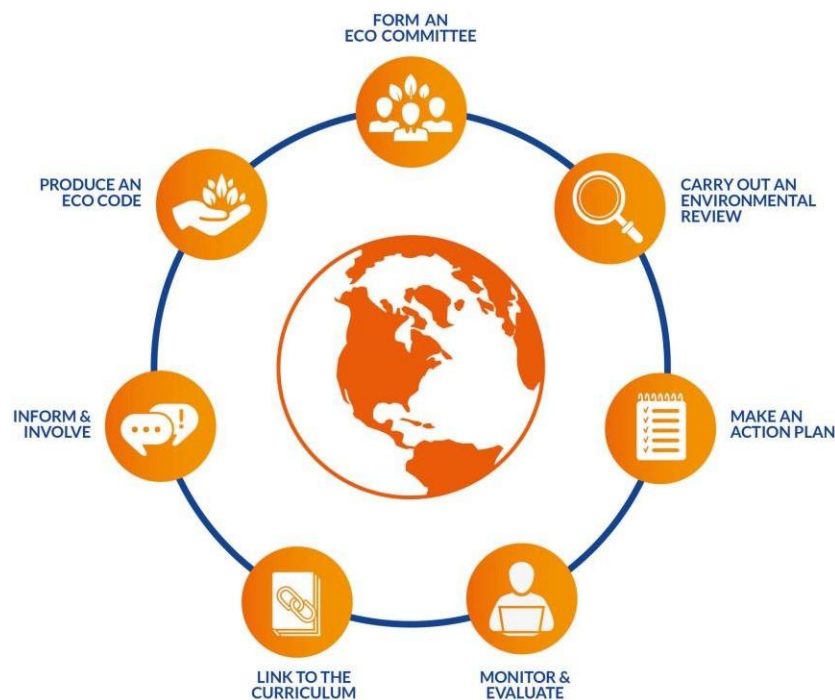 FORM AN
ECO COMMITTEE
CARRY OUT AN
ENVIRONMENTAL
REVIEW
MAKE AN
ACTION PLAN
MONITOR &
EVALUATE
LINK TO THE
CURRICULUM
INFORM &
INVOLVE
PRODUCE AN
ECO CODE